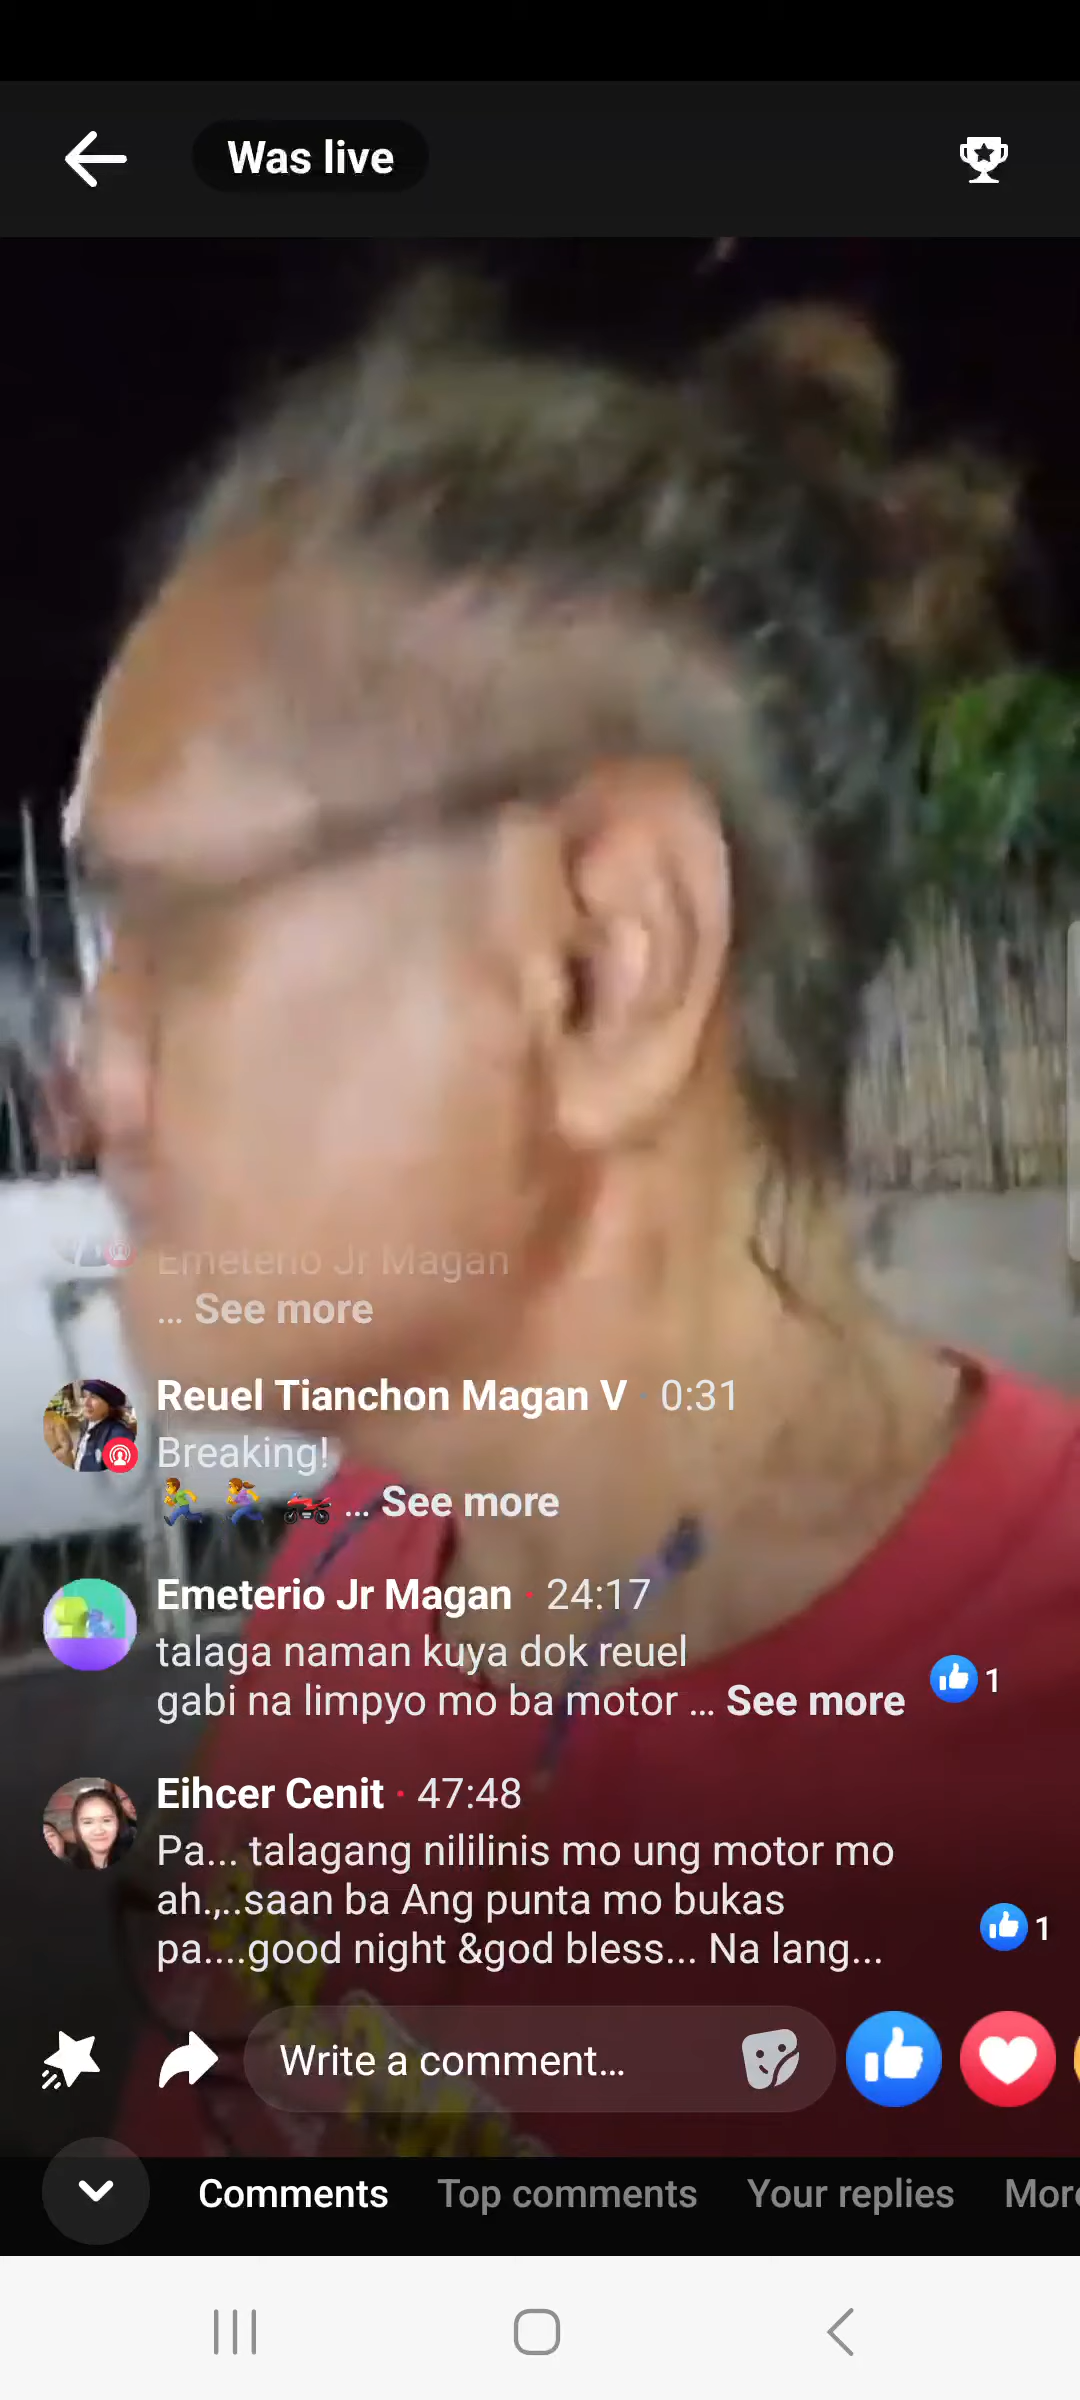 Was live
Emeterio Jr Magan
... See more
Reuel Tianchon Magan V · 0:31
Breaking!
🏃 🏃‍♀️ 🏍️ ... See more
Emeterio Jr Magan · 24:17
talaga naman kuya dok reuel
gabi na limpyo mo ba motor ... See more
1
Eihcer Cenit · 47:48
Pa... talagang nililinis mo ung motor mo
ah.,..saan ba Ang punta mo bukas
pa....good night &god bless... Na lang...
1
Write a comment...
Comments Top comments Your replies More